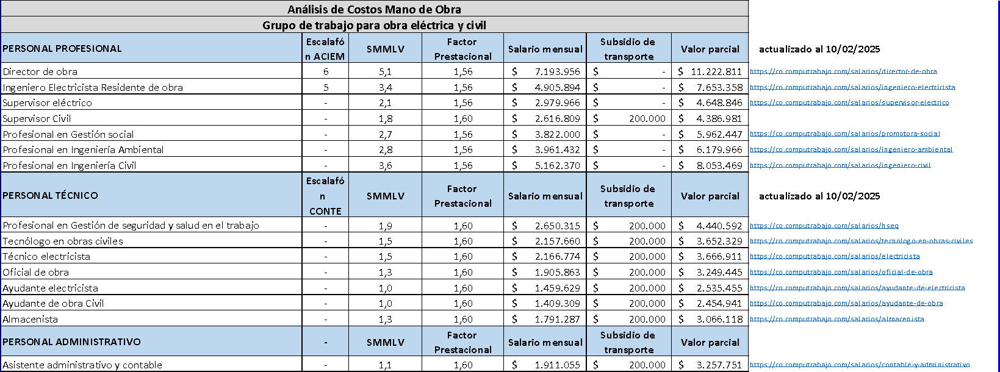 Análisis de Costos Mano de Obra
Grupo de trabajo para obra eléctrica y civil
PERSONAL PROFESIONAL Escalafó n ACIEM SMMLV Factor Prestacional Salario mensual Subsidio de transporte Valor parcial actualizado al 10/02/2025
Director de obra 6 5,1 1,56 $ 7.193.956 $ - $ 11.222.811 https://co.computrabajo.com/salarios/director-de-obra
Ingeniero Electricista Residente de obra 5 3,4 1,56 $ 4.905.894 $ - $ 7.653.358 https://co.computrabajo.com/salarios/ingeniero-electricista
Supervisor eléctrico - 2,1 1,56 $ 2.979.966 $ - $ 4.648.846 https://co.computrabajo.com/salarios/supervisor-electrico
Supervisor Civil - 1,8 1,60 $ 2.616.809 $ 200.000 $ 4.386.981
Profesional en Gestión social - 2,7 1,56 $ 3.822.000 $ - $ 5.962.447 https://co.computrabajo.com/salarios/promotora-social
Profesional en Ingeniería Ambiental - 2,8 1,56 $ 3.961.432 $ - $ 6.179.966 https://co.computrabajo.com/salarios/ingeniero-ambiental
Profesional en Ingeniería Civil - 3,6 1,56 $ 5.162.370 $ - $ 8.053.469 https://co.computrabajo.com/salarios/ingeniero-civil
PERSONAL TÉCNICO Escalafó n CONTE SMMLV Factor Prestacional Salario mensual Subsidio de transporte Valor parcial actualizado al 10/02/2025
Profesional en Gestión de seguridad y salud en el trabajo - 1,9 1,60 $ 2.650.315 $ 200.000 $ 4.440.592 https://co.computrabajo.com/salarios/hseq
Tecnólogo en obras civiles - 1,5 1,60 $ 2.157.660 $ 200.000 $ 3.652.329 https://co.computrabajo.com/salarios/tecnologo-en-obras-civiles
Técnico electricista - 1,5 1,60 $ 2.166.774 $ 200.000 $ 3.666.911 https://co.computrabajo.com/salarios/electricista
Oficial de obra - 1,3 1,60 $ 1.905.863 $ 200.000 $ 3.249.445 https://co.computrabajo.com/salarios/oficial-de-obra
Ayudante electricista - 1,0 1,60 $ 1.459.629 $ 200.000 $ 2.535.455 https://co.computrabajo.com/salarios/ayudante-de-electricista
Ayudante de obra Civil - 1,0 1,60 $ 1.409.309 $ 200.000 $ 2.454.941 https://co.computrabajo.com/salarios/ayudante-de-obra
Almacenista - 1,3 1,60 $ 1.791.287 $ 200.000 $ 3.066.118 https://co.computrabajo.com/salarios/almacenista
PERSONAL ADMINISTRATIVO - SMMLV Factor Prestacional Salario mensual Subsidio de transporte Valor parcial
Asistente administrativo y contable - 1,1 1,60 $ 1.911.055 $ 200.000 $ 3.257.751 https://co.computrabajo.com/salarios/contable-y-administrativo